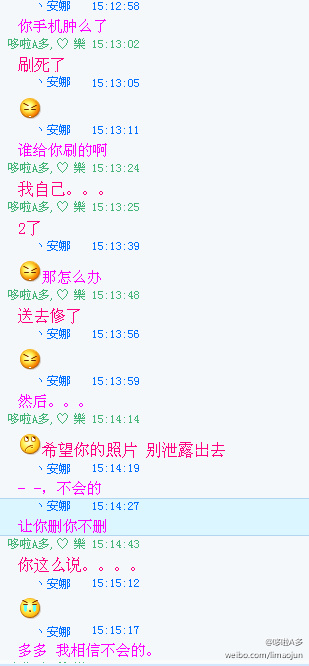 丶安娜 15:12:58
你手机肿么了
哆啦A多,♡ 樂 15:13:02
刷死了
丶安娜 15:13:05
丶安娜 15:13:11
谁给你刷的啊
哆啦A多,♡ 樂 15:13:24
我自己。。。
哆啦A多,♡ 樂 15:13:25
2了
丶安娜 15:13:39
那怎么办
哆啦A多,♡ 樂 15:13:48
送去修了
丶安娜 15:13:56
丶安娜 15:13:59
然后。。。
哆啦A多,♡ 樂 15:14:14
希望你的照片 别泄露出去
丶安娜 15:14:19
- -，不会的
丶安娜 15:14:27
让你删你不删
哆啦A多,♡ 樂 15:14:43
你这么说。。。。
丶安娜 15:15:12
丶安娜 15:15:17
多多 我相信不会的。
@哆啦A多
weibo.com/limaojun